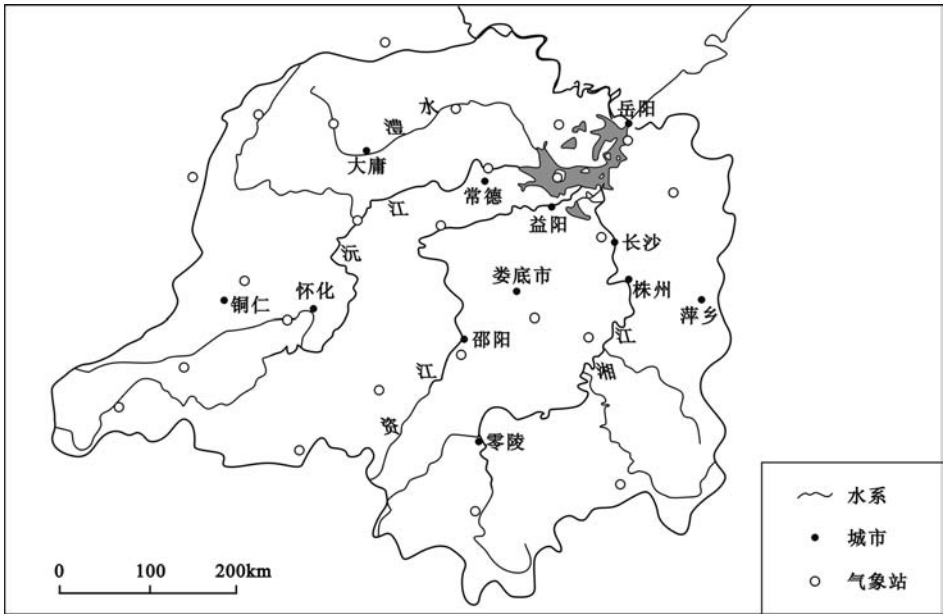 岳阳
澧水
大庸
常德
沅江
益阳
长沙
娄底市
株州
萍乡
铜仁
怀化
邵阳
资江
湘江
零陵
水系
城市
气象站
0 100 200km